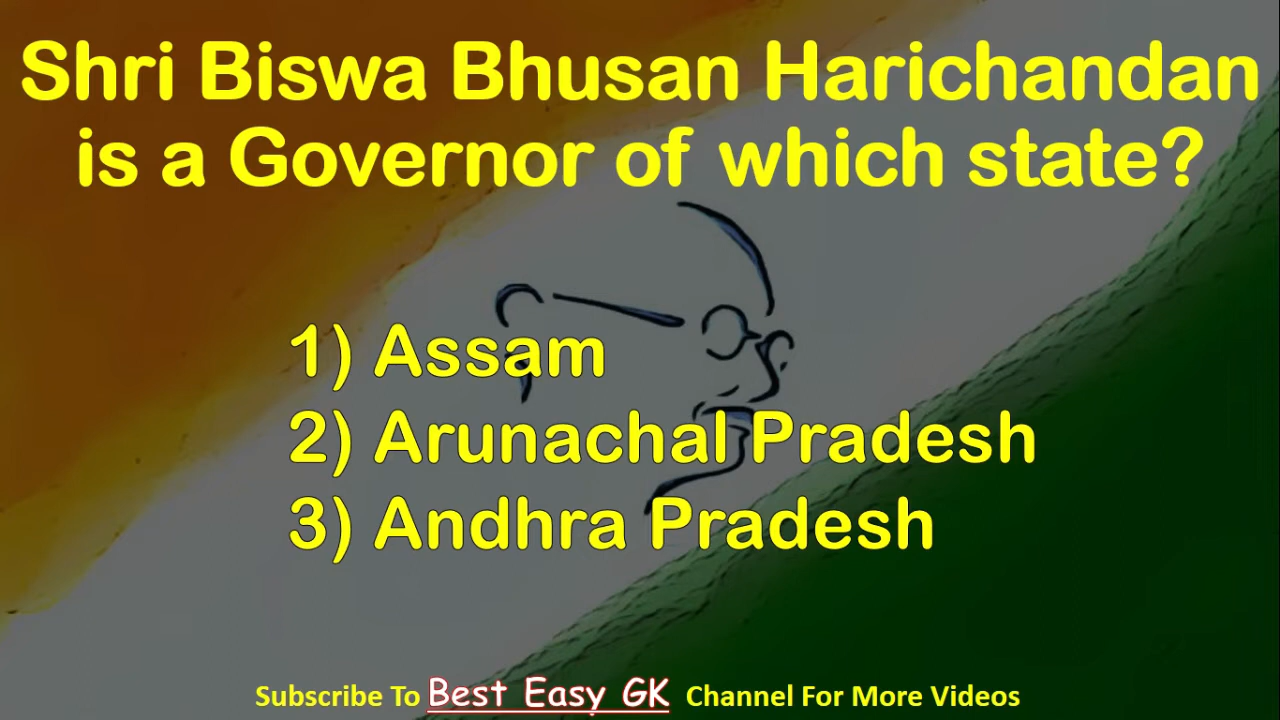 Shri Biswa Bhusan Harichandan
is a Governor of which state?
1) Assam
2) Arunachal Pradesh
3) Andhra Pradesh
Subscribe To Best Easy GK Channel For More Videos